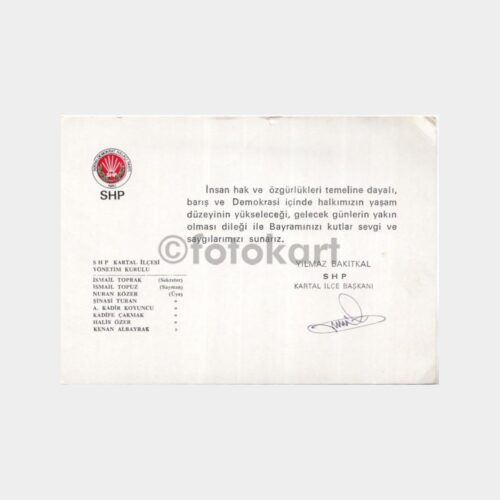 SHP
İnsan hak ve özgürlükleri temeline dayalı,
barış ve Demokrasi içinde halkımızın yaşam
düzeyinin yükseleceği, gelecek günlerin yakın
olması dileği ile Bayramınızı kutlar sevgi ve
saygılarımızı sunarız.
©fotokart
YILMAZ BAKITKAL
SHP
KARTAL İLÇE BAŞKANI
SHP KARTAL İLÇESİ
YÖNETİM KURULU
İSMAİL TOPRAK (Sekreter)
İSMAİL TOPUZ (Sayman)
NURAN KÖZER (Üye)
ŞİNASİ TURAN "
A. KADİR KOYUNCU "
KADİFE ÇAKMAK "
HALİS ÖZER "
KENAN ALBAYRAK "